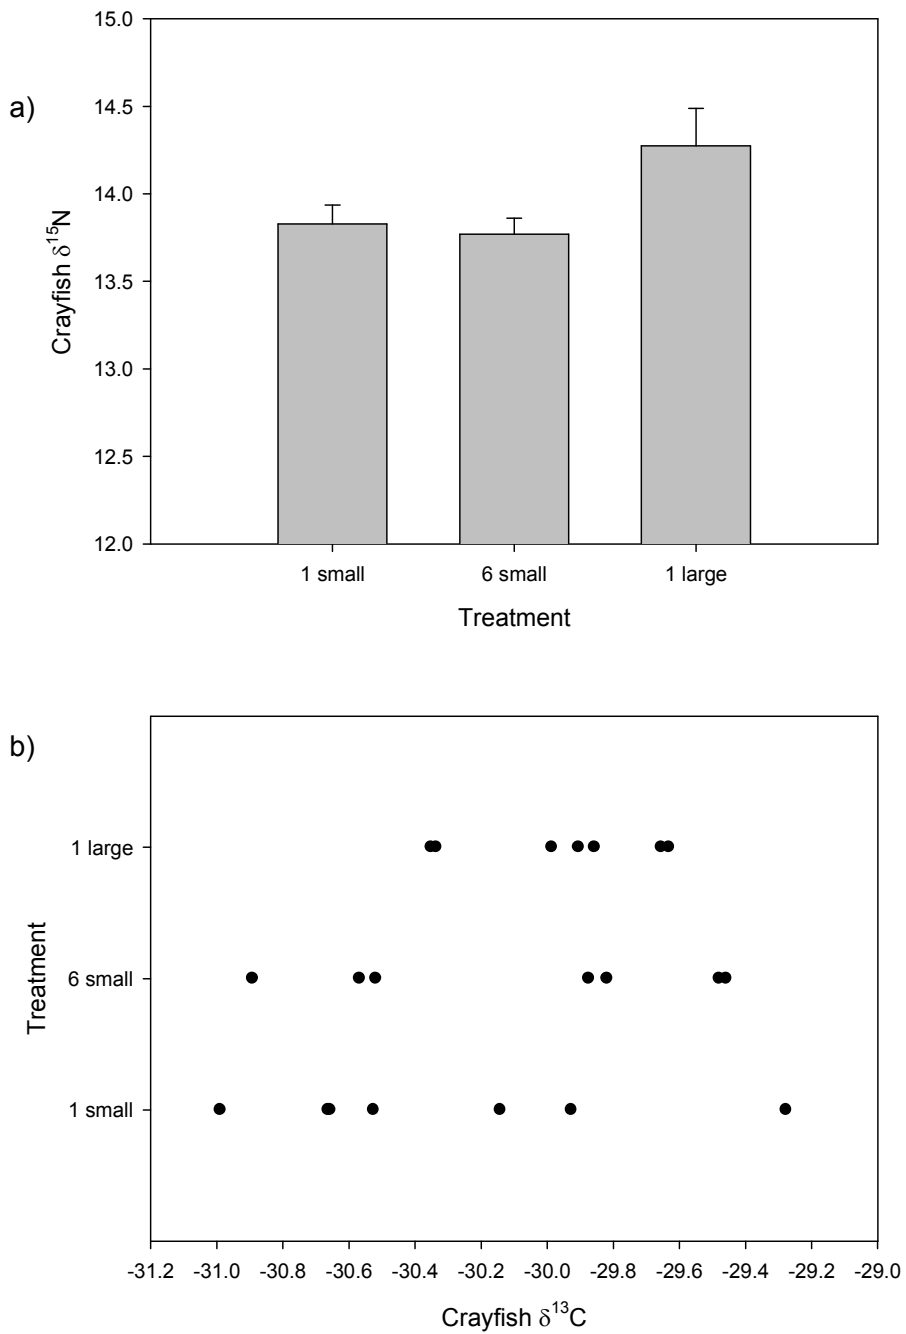 a)
15.0
14.5
14.0
13.5
13.0
12.5
12.0
Crayfish δ¹⁵N
1 small 6 small 1 large
Treatment
b)
1 large
6 small
1 small
Treatment
-31.2 -31.0 -30.8 -30.6 -30.4 -30.2 -30.0 -29.8 -29.6 -29.4 -29.2 -29.0
Crayfish δ¹³C